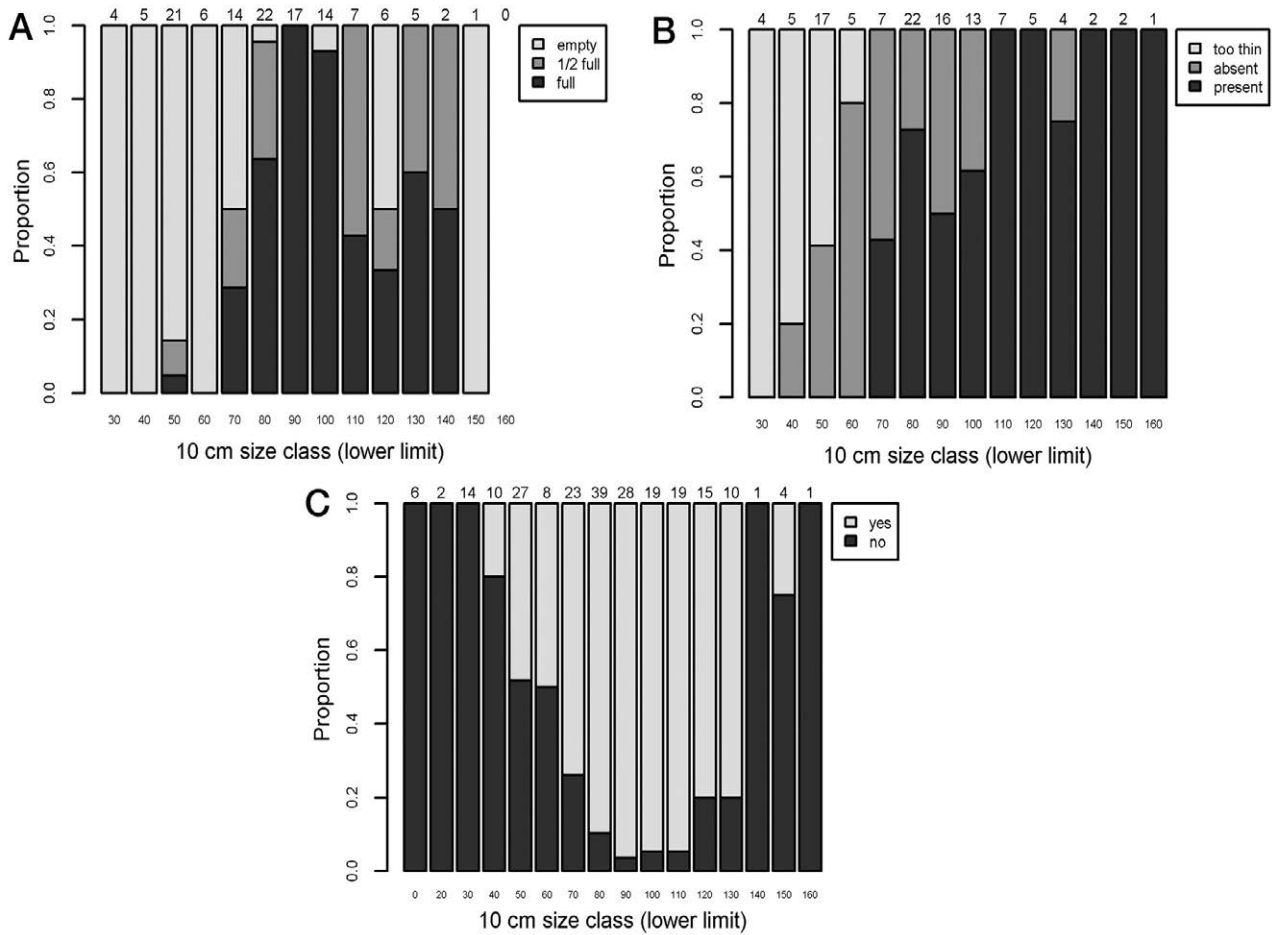 A
4 5 21 6 14 22 17 14 7 6 5 2 1 0
empty
1/2 full
full
Proportion
0.0 0.2 0.4 0.6 0.8 1.0
30 40 50 60 70 80 90 100 110 120 130 140 150 160
10 cm size class (lower limit)
B
4 5 17 5 7 22 16 13 7 5 4 2 2 1
too thin
absent
present
Proportion
0.0 0.2 0.4 0.6 0.8 1.0
30 40 50 60 70 80 90 100 110 120 130 140 150 160
10 cm size class (lower limit)
C
6 2 14 10 27 8 23 39 28 19 19 15 10 1 4 1
yes
no
Proportion
0.0 0.2 0.4 0.6 0.8 1.0
0 20 30 40 50 60 70 80 90 100 110 120 130 140 150 160
10 cm size class (lower limit)